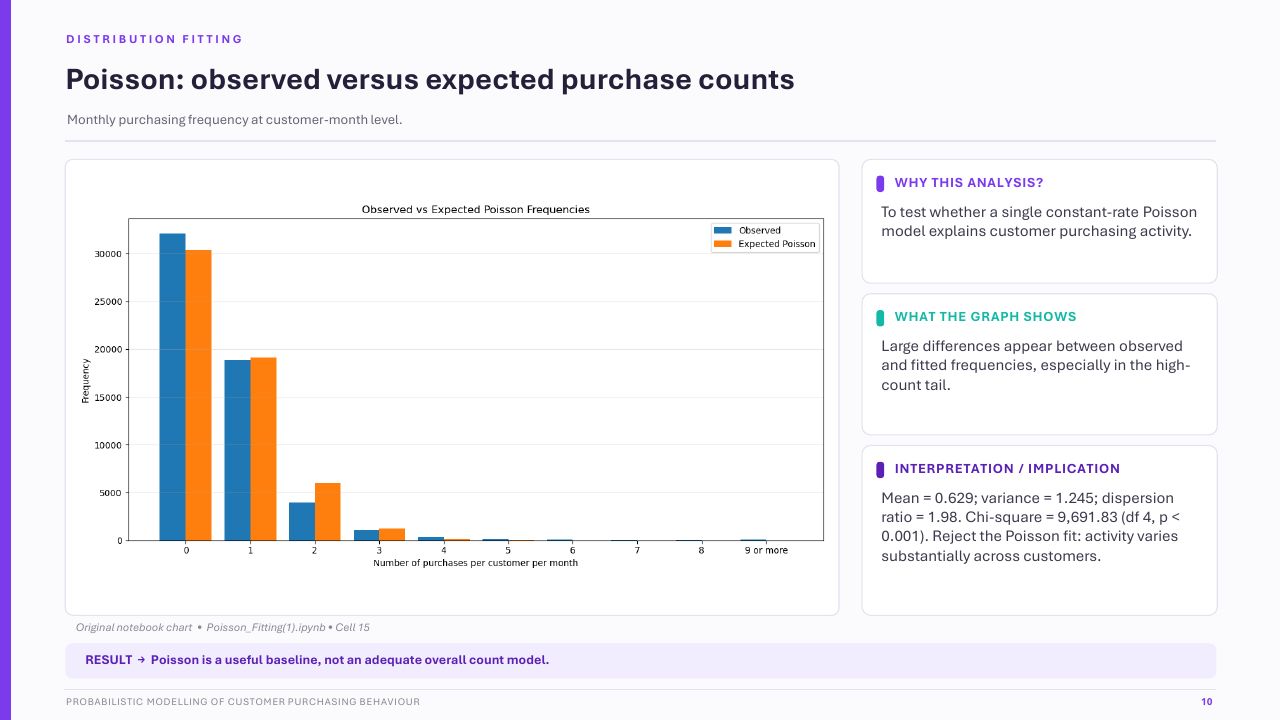 DISTRIBUTION FITTING
Poisson: observed versus expected purchase counts
Monthly purchasing frequency at customer-month level.
Observed vs Expected Poisson Frequencies
Observed
Expected Poisson
30000
25000
20000
15000
10000
5000
0
Frequency
0 1 2 3 4 5 6 7 8 9 or more
Number of purchases per customer per month
WHY THIS ANALYSIS?
To test whether a single constant-rate Poisson
model explains customer purchasing activity.
WHAT THE GRAPH SHOWS
Large differences appear between observed
and fitted frequencies, especially in the high-
count tail.
INTERPRETATION / IMPLICATION
Mean = 0.629; variance = 1.245; dispersion
ratio = 1.98. Chi-square = 9,691.83 (df 4, p <
0.001). Reject the Poisson fit: activity varies
substantially across customers.
Original notebook chart • Poisson_Fitting(1).ipynb • Cell 15
RESULT → Poisson is a useful baseline, not an adequate overall count model.
PROBABILISTIC MODELLING OF CUSTOMER PURCHASING BEHAVIOUR
10